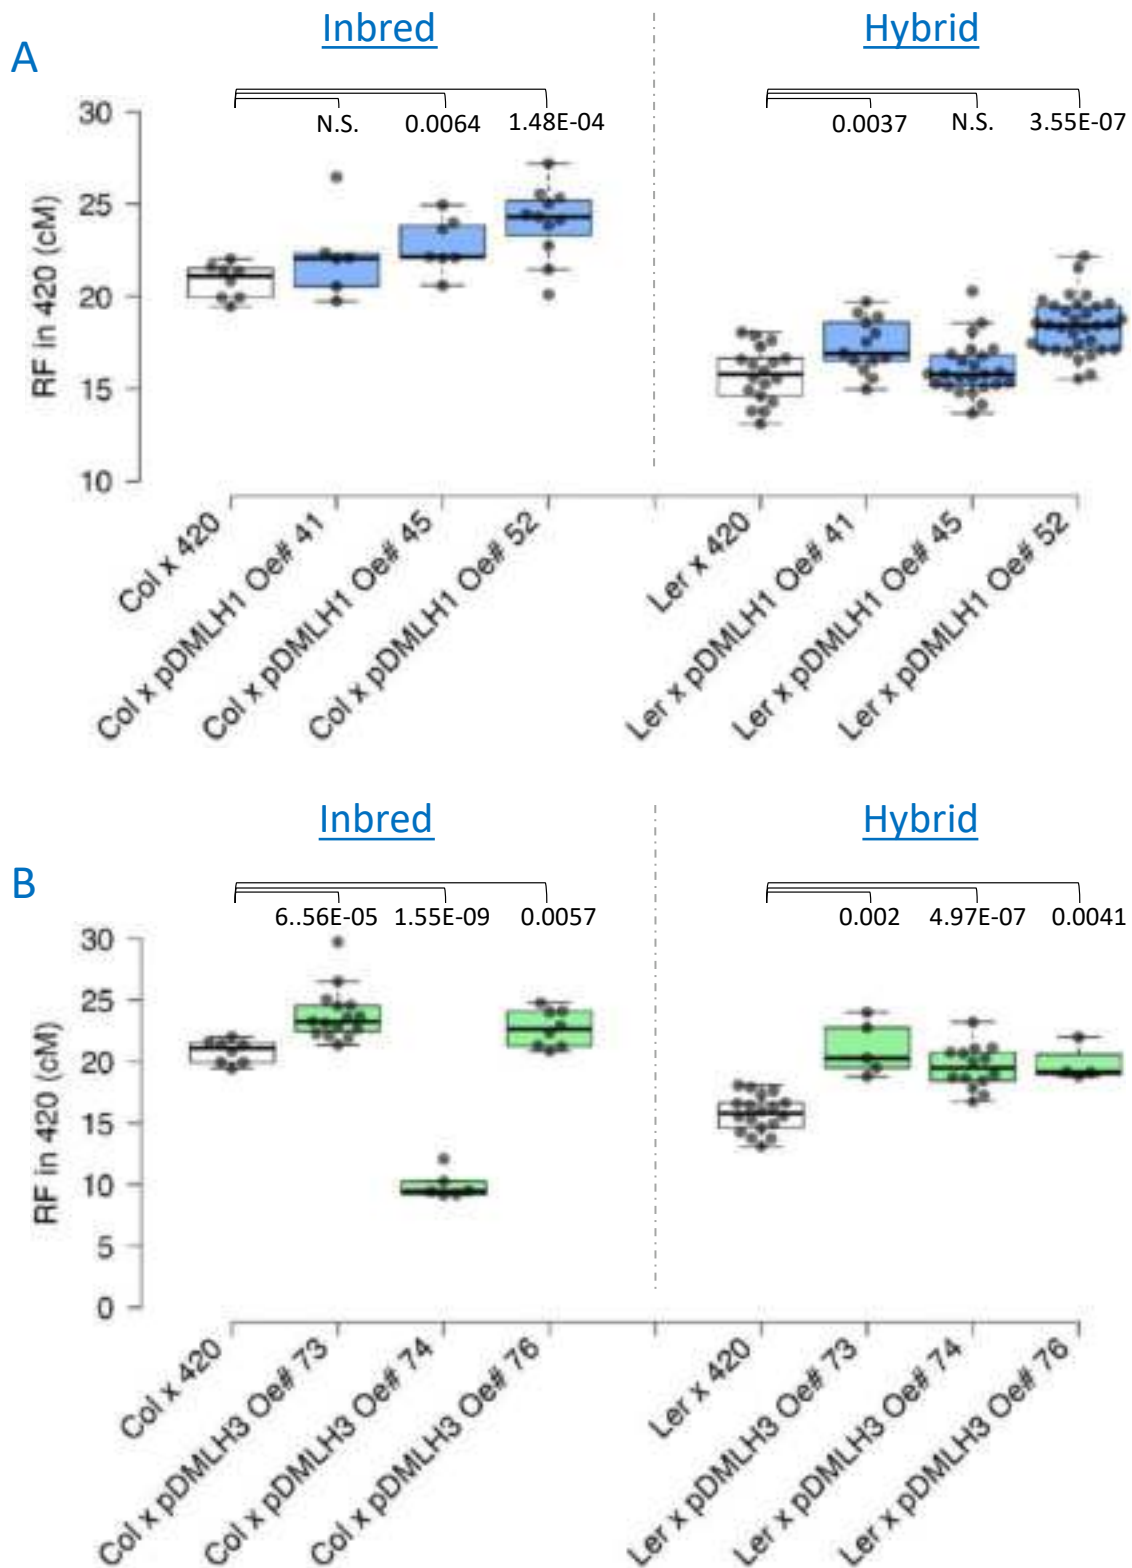 Inbred
Hybrid
A
30
25
20
15
10
RF in 420 (cM)
N.S.
0.0064
1.48E-04
0.0037
N.S.
3.55E-07
Col x 420
Col x pDMLH1 Oe# 41
Col x pDMLH1 Oe# 45
Col x pDMLH1 Oe# 52
Ler x 420
Ler x pDMLH1 Oe# 41
Ler x pDMLH1 Oe# 45
Ler x pDMLH1 Oe# 52
Inbred
Hybrid
B
30
25
20
15
10
5
0
RF in 420 (cM)
6..56E-05
1.55E-09
0.0057
0.002
4.97E-07
0.0041
Col x 420
Col x pDMLH3 Oe# 73
Col x pDMLH3 Oe# 74
Col x pDMLH3 Oe# 76
Ler x 420
Ler x pDMLH3 Oe# 73
Ler x pDMLH3 Oe# 74
Ler x pDMLH3 Oe# 76